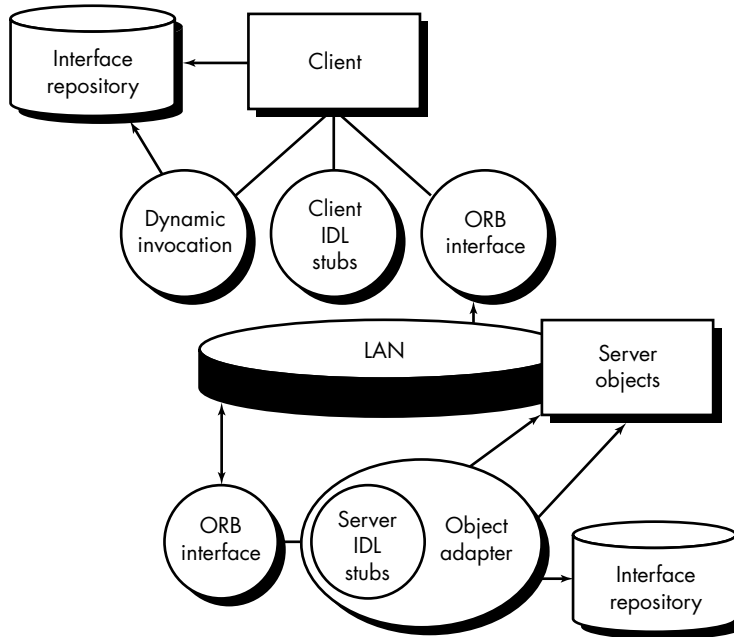 Interface
repository
Client
Dynamic
invocation
Client
IDL
stubs
ORB
interface
LAN
Server
objects
ORB
interface
Server
IDL
stubs
Object
adapter
Interface
repository